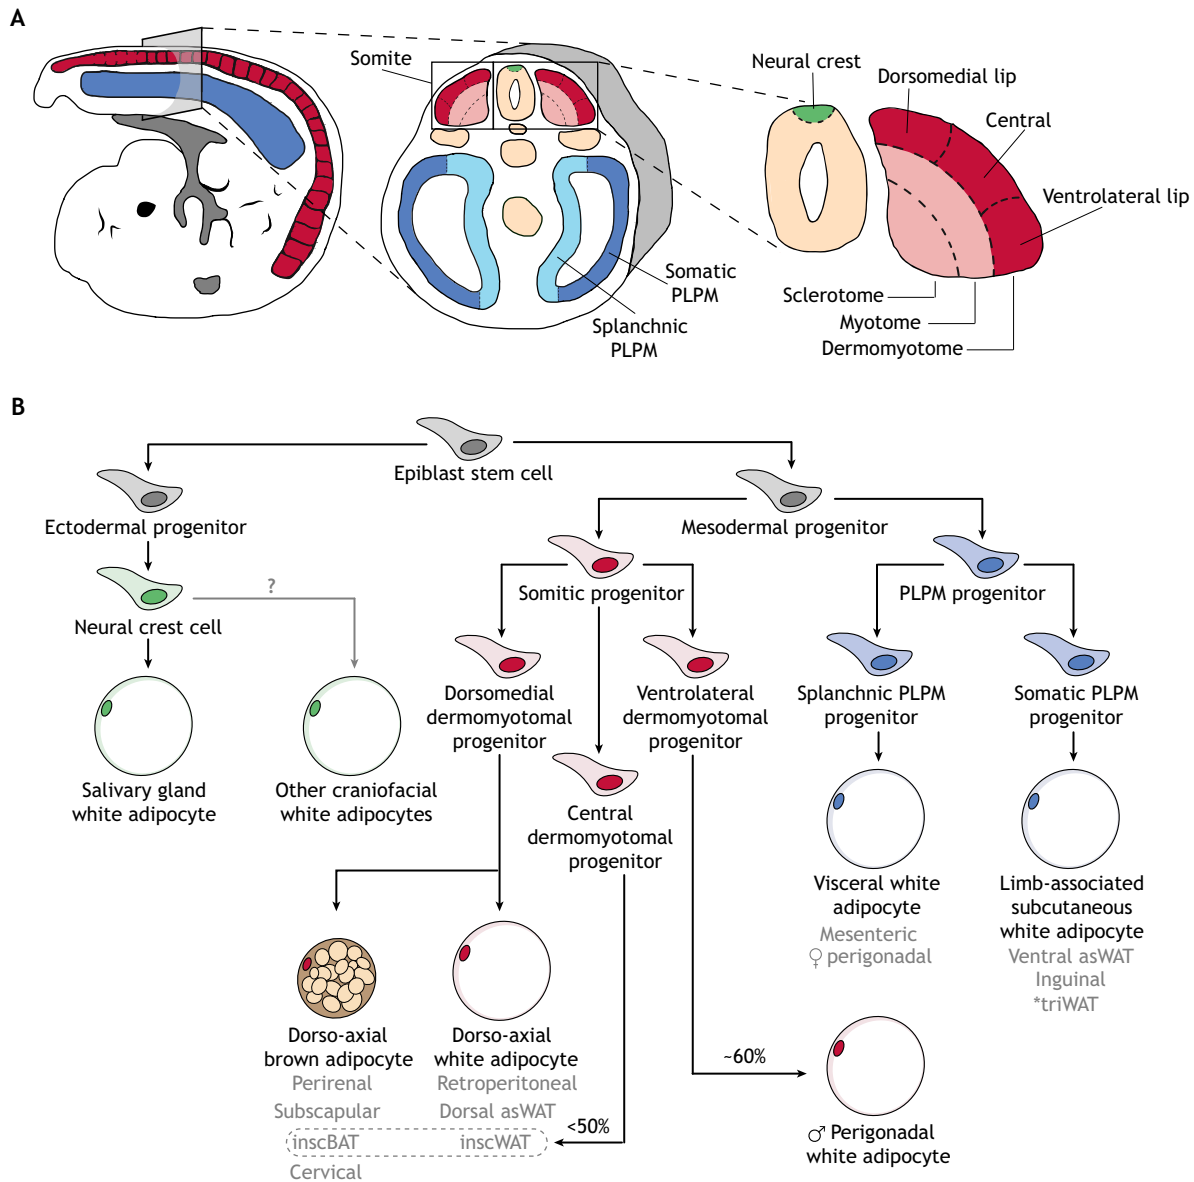 A
Somite
Neural crest
Dorsomedial lip
Central
Ventrolateral lip
Somatic
PLPM
Splanchnic
PLPM
Sclerotome
Myotome
Dermomyotome
B
Epiblast stem cell
Ectodermal progenitor
Mesodermal progenitor
?
Neural crest cell
Somitic progenitor
PLPM progenitor
Dorsomedial
dermomyotomal
progenitor
Ventrolateral
dermomyotomal
progenitor
Splanchnic PLPM
progenitor
Somatic PLPM
progenitor
Salivary gland
white adipocyte
Other craniofacial
white adipocytes
Central
dermomyotomal
progenitor
Visceral white
adipocyte
Mesenteric
♀ perigonadal
Limb-associated
subcutaneous
white adipocyte
Ventral asWAT
Inguinal
*triWAT
Dorso-axial
brown adipocyte
Perirenal
Subscapular
inscBAT
Cervical
Dorso-axial
white adipocyte
Retroperitoneal
Dorsal asWAT
inscWAT
<50%
~60%
♂ Perigonadal
white adipocyte